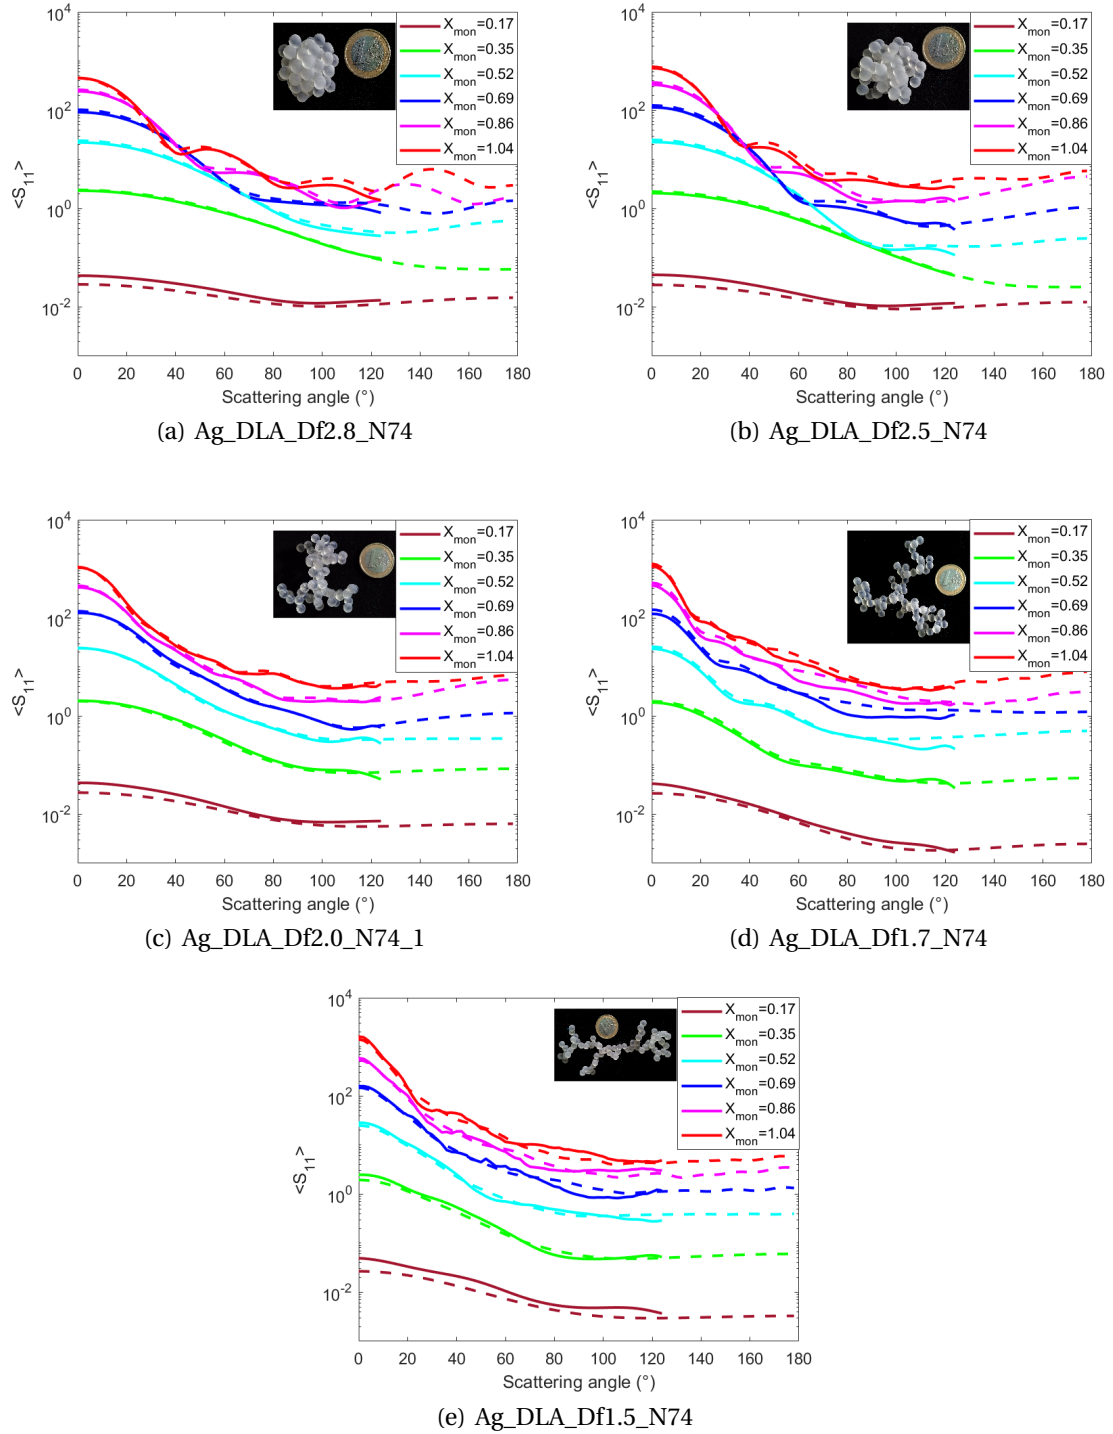 10^4
10^2
10^0
10^-2
<S_11>
0 20 40 60 80 100 120 140 160 180
Scattering angle (°)
X_mon=0.17
X_mon=0.35
X_mon=0.52
X_mon=0.69
X_mon=0.86
X_mon=1.04
(a) Ag_DLA_Df2.8_N74
10^4
10^2
10^0
10^-2
<S_11>
0 20 40 60 80 100 120 140 160 180
Scattering angle (°)
X_mon=0.17
X_mon=0.35
X_mon=0.52
X_mon=0.69
X_mon=0.86
X_mon=1.04
(b) Ag_DLA_Df2.5_N74
10^4
10^2
10^0
10^-2
<S_11>
0 20 40 60 80 100 120 140 160 180
Scattering angle (°)
X_mon=0.17
X_mon=0.35
X_mon=0.52
X_mon=0.69
X_mon=0.86
X_mon=1.04
(c) Ag_DLA_Df2.0_N74_1
10^4
10^2
10^0
10^-2
<S_11>
0 20 40 60 80 100 120 140 160 180
Scattering angle (°)
X_mon=0.17
X_mon=0.35
X_mon=0.52
X_mon=0.69
X_mon=0.86
X_mon=1.04
(d) Ag_DLA_Df1.7_N74
10^4
10^2
10^0
10^-2
<S_11>
0 20 40 60 80 100 120 140 160 180
Scattering angle (°)
X_mon=0.17
X_mon=0.35
X_mon=0.52
X_mon=0.69
X_mon=0.86
X_mon=1.04
(e) Ag_DLA_Df1.5_N74